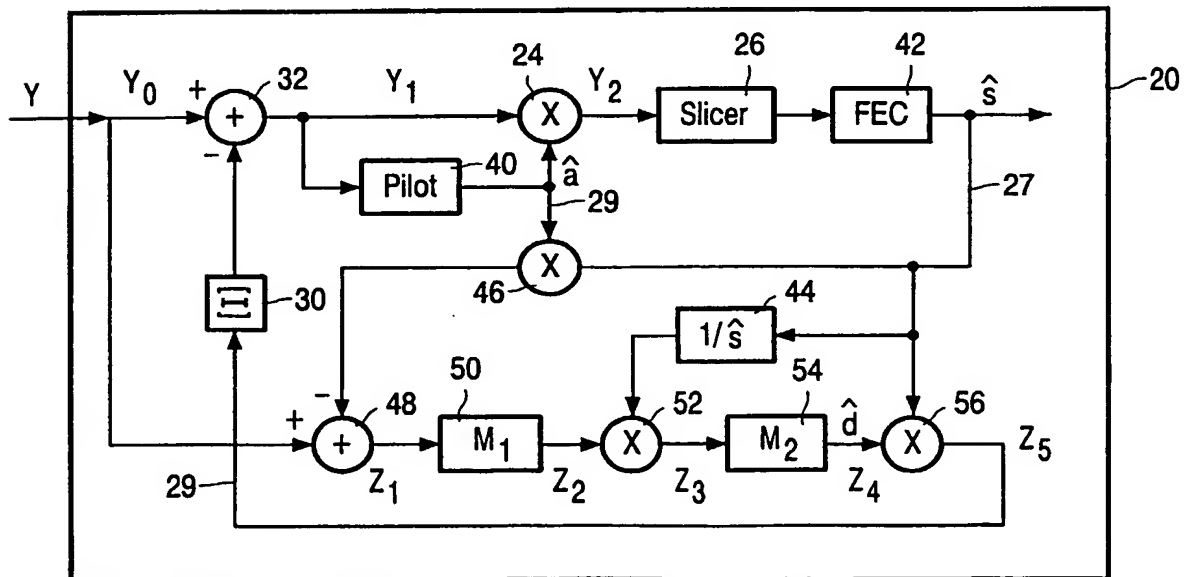 Y
Y0
+
32
+
−
Y1
24
X
Y2
26
Slicer
42
FEC
ŝ
20
40
Pilot
â
29
27
X
46
Ξ
30
44
1/ŝ
−
+
48
+
50
M1
52
X
54
M2
d̂
56
X
Z5
29
Z1
Z2
Z3
Z4